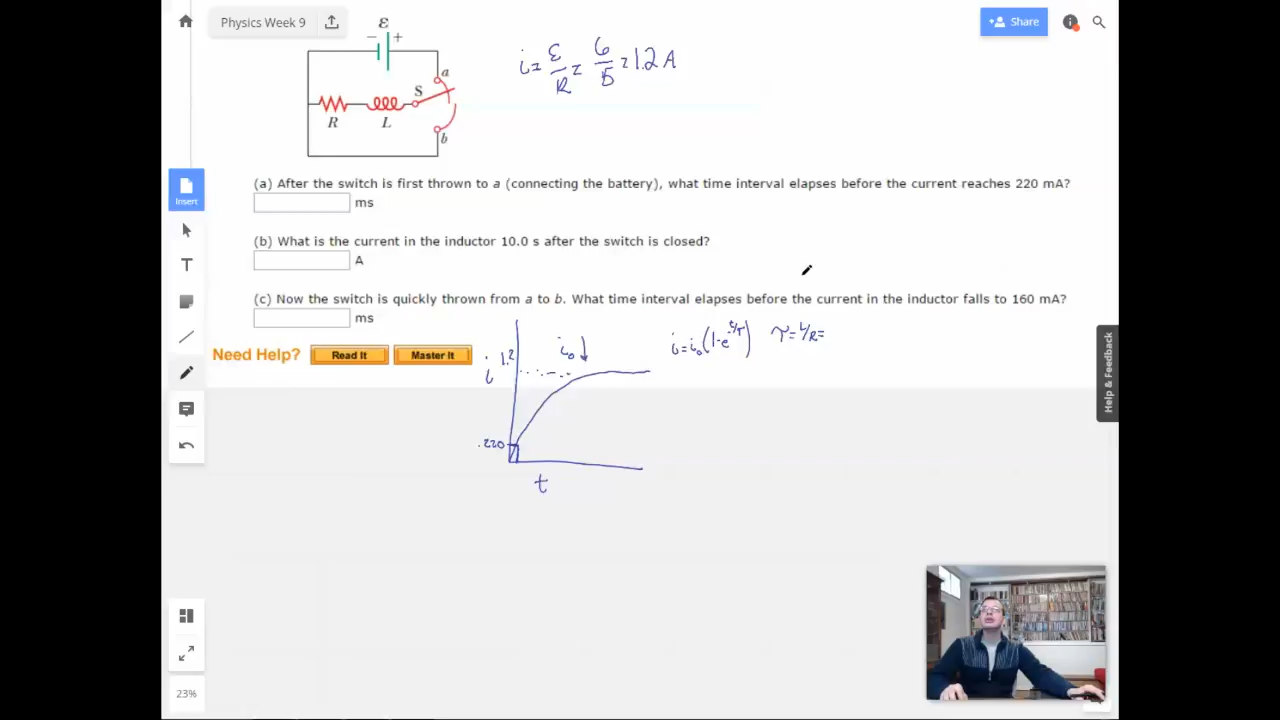 Physics Week 9
Share
ε
− +
a
S
R
L
b
i = ε/R = 6/5 = 1.2 A
Insert
(a) After the switch is first thrown to a (connecting the battery), what time interval elapses before the current reaches 220 mA?
ms
(b) What is the current in the inductor 10.0 s after the switch is closed?
A
(c) Now the switch is quickly thrown from a to b. What time interval elapses before the current in the inductor falls to 160 mA?
ms
Need Help? Read It Master It
T
i 1.2
i₀ ↓
i=i₀(1-e^-t/τ) τ=L/R=
.220
t
Help & Feedback
23%